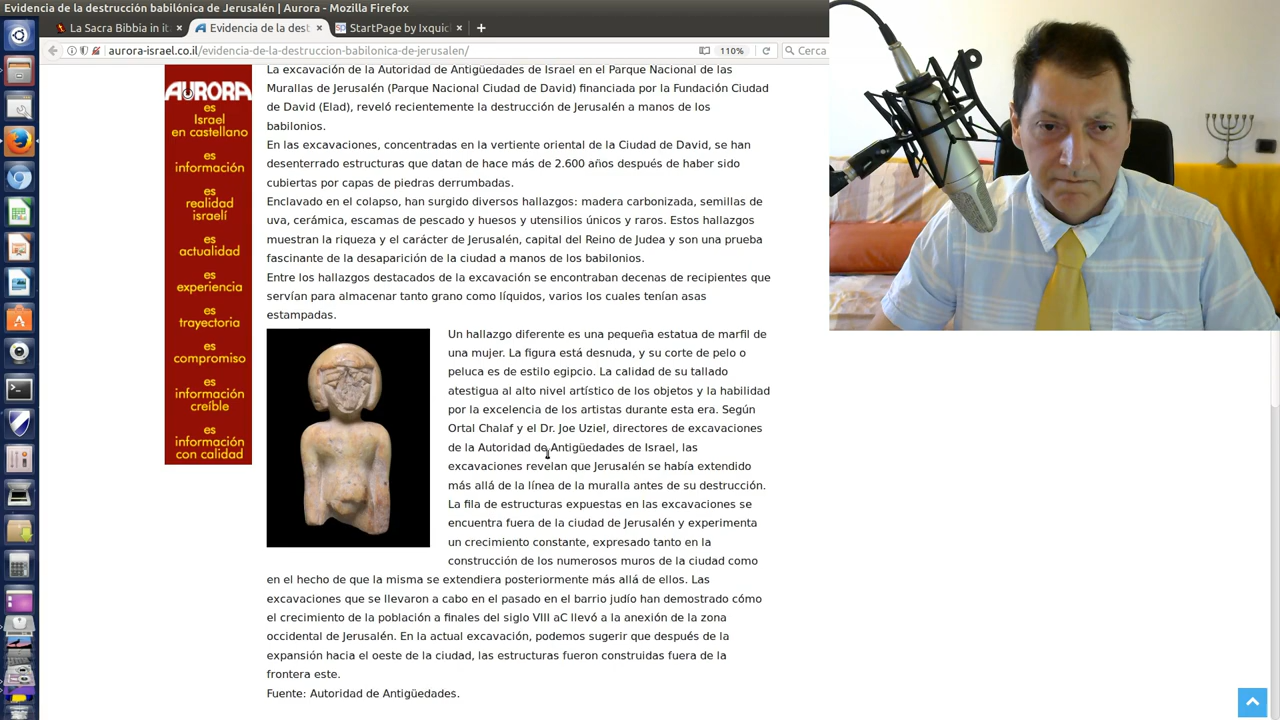 Evidencia de la destrucción babilónica de Jerusalén | Aurora - Mozilla Firefox
La Sacra Bibbia in it
Evidencia de la dest
StartPage by Ixquick
aurora-israel.co.il/evidencia-de-la-destruccion-babilonica-de-jerusalen/
110%
Cerca
AURORA
es
Israel
en castellano
es
información
es
realidad
israelí
es
actualidad
es
experiencia
es
trayectoria
es
compromiso
es
información
creíble
es
información
con calidad
La excavación de la Autoridad de Antigüedades de Israel en el Parque Nacional de las
Murallas de Jerusalén (Parque Nacional Ciudad de David) financiada por la Fundación Ciudad
de David (Elad), reveló recientemente la destrucción de Jerusalén a manos de los
babilonios.
En las excavaciones, concentradas en la vertiente oriental de la Ciudad de David, se han
desenterrado estructuras que datan de hace más de 2.600 años después de haber sido
cubiertas por capas de piedras derrumbadas.
Enclavado en el colapso, han surgido diversos hallazgos: madera carbonizada, semillas de
uva, cerámica, escamas de pescado y huesos y utensilios únicos y raros. Estos hallazgos
muestran la riqueza y el carácter de Jerusalén, capital del Reino de Judea y son una prueba
fascinante de la desaparición de la ciudad a manos de los babilonios.
Entre los hallazgos destacados de la excavación se encontraban decenas de recipientes que
servían para almacenar tanto grano como líquidos, varios los cuales tenían asas
estampadas.
Un hallazgo diferente es una pequeña estatua de marfil de
una mujer. La figura está desnuda, y su corte de pelo o
peluca es de estilo egipcio. La calidad de su tallado
atestigua al alto nivel artístico de los objetos y la habilidad
por la excelencia de los artistas durante esta era. Según
Ortal Chalaf y el Dr. Joe Uziel, directores de excavaciones
de la Autoridad de Antigüedades de Israel, las
excavaciones revelan que Jerusalén se había extendido
más allá de la línea de la muralla antes de su destrucción.
La fila de estructuras expuestas en las excavaciones se
encuentra fuera de la ciudad de Jerusalén y experimenta
un crecimiento constante, expresado tanto en la
construcción de los numerosos muros de la ciudad como
en el hecho de que la misma se extendiera posteriormente más allá de ellos. Las
excavaciones que se llevaron a cabo en el pasado en el barrio judío han demostrado cómo
el crecimiento de la población a finales del siglo VIII aC llevó a la anexión de la zona
occidental de Jerusalén. En la actual excavación, podemos sugerir que después de la
expansión hacia el oeste de la ciudad, las estructuras fueron construidas fuera de la
frontera este.
Fuente: Autoridad de Antigüedades.